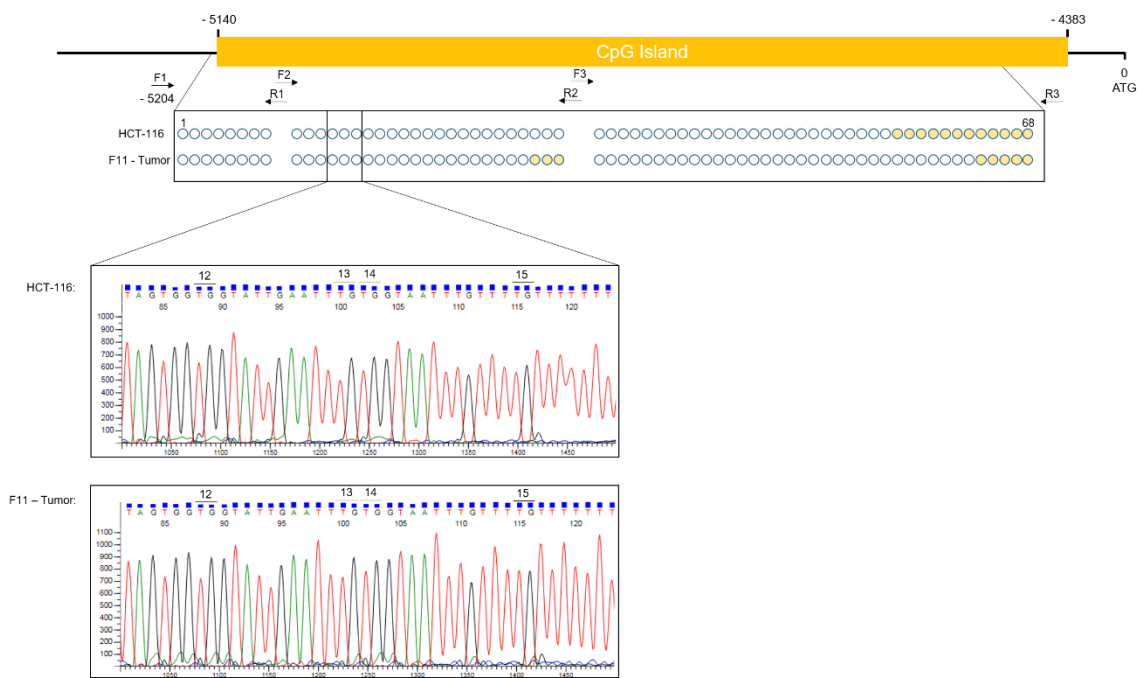 - 5140 - 4383
CpG Island
F1 F2 F3 0
- 5204 R1 R2 R3 ATG
1 68
HCT-116
F11 - Tumor
HCT-116:
12 13 14 15
T A G T G G T G G T A T T G A A T T T G T G G T A A T T T G T T T T G T T T T T T T
85 90 95 100 105 110 115 120
1000
900
800
700
600
500
400
300
200
100
1050 1100 1150 1200 1250 1300 1350 1400 1450
F11 – Tumor:
12 13 14 15
T A G T G G T G G T A T T G A A T T T G T G G T A A T T T G T T T T G T T T T T T T
85 90 95 100 105 110 115 120
1100
1000
900
800
700
600
500
400
300
200
100
1050 1100 1150 1200 1250 1300 1350 1400 1450